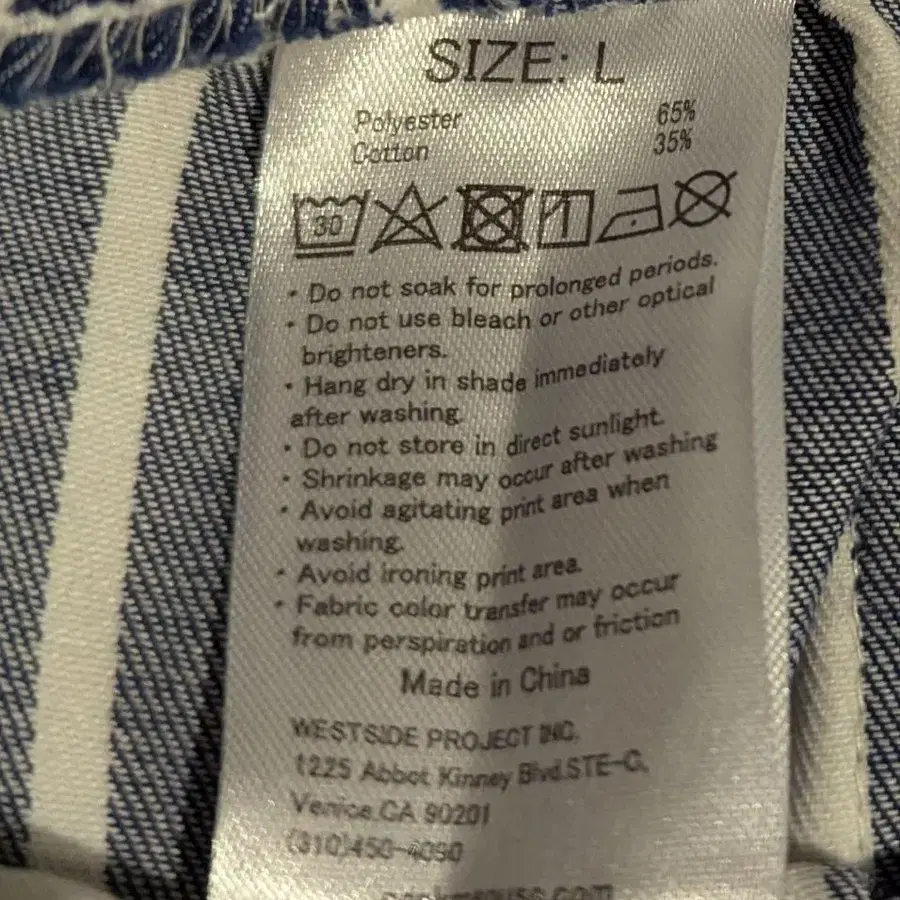 SIZE: L
Polyester 65%
Cotton 35%
30
• Do not soak for prolonged periods.
• Do not use bleach or other optical
brighteners.
• Hang dry in shade immediately
after washing.
• Do not store in direct sunlight.
• Shrinkage may occur after washing
• Avoid agitating print area when
washing.
• Avoid ironing print area.
• Fabric color transfer may occur
from perspiration and or friction
Made in China
WESTSIDE PROJECT INC.
1225 Abbot Kinney Blvd.STE-C,
Venice.CA 90201
(310)450-4090